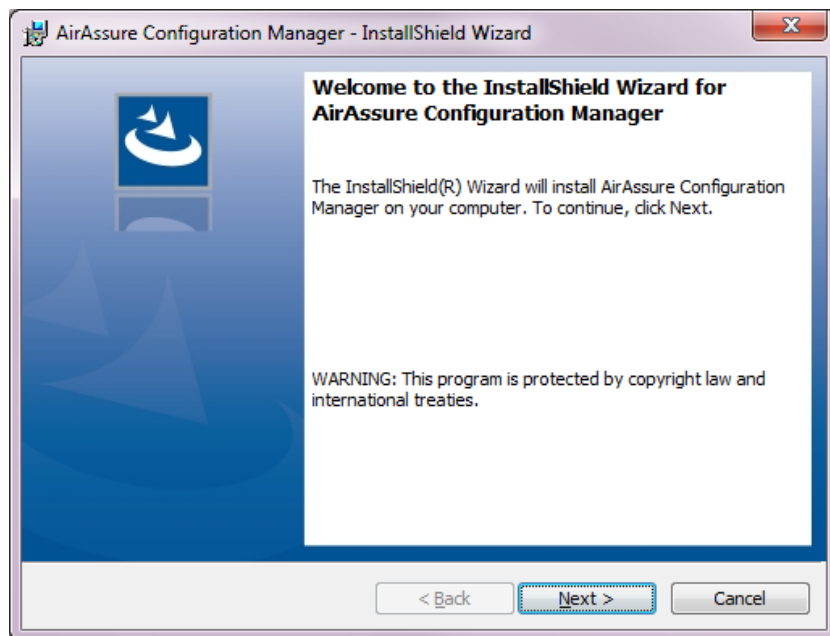 AirAssure Configuration Manager - InstallShield Wizard
Welcome to the InstallShield Wizard for
AirAssure Configuration Manager
The InstallShield(R) Wizard will install AirAssure Configuration
Manager on your computer. To continue, click Next.
WARNING: This program is protected by copyright law and
international treaties.
< Back Next > Cancel